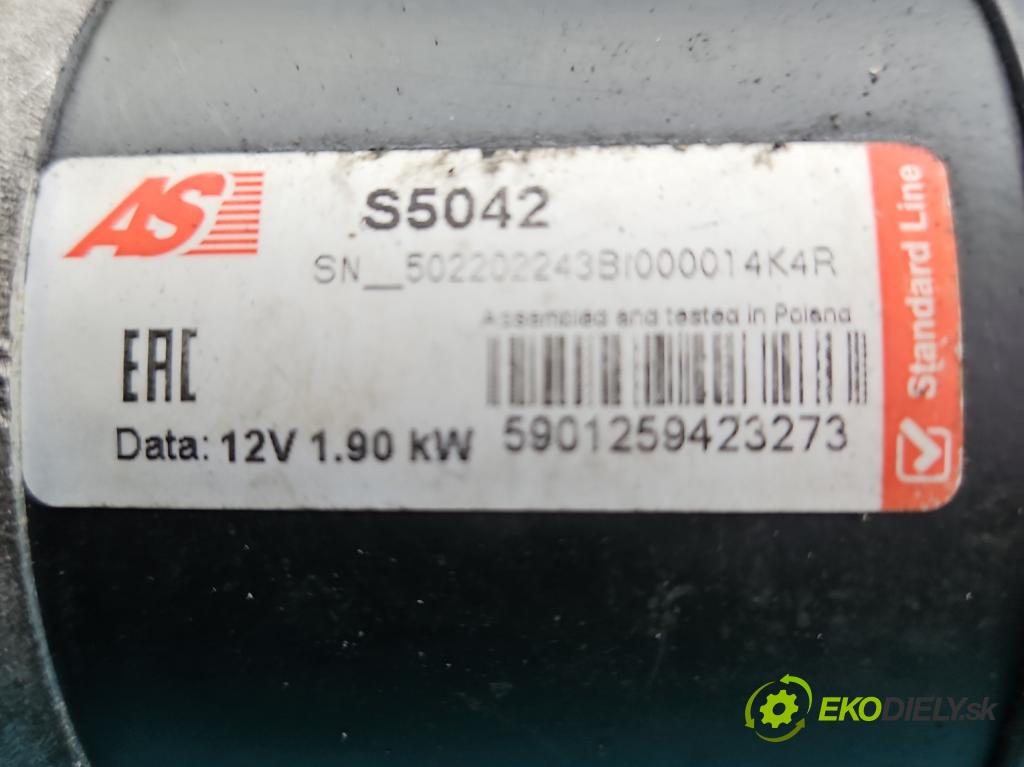 AS
S5042
SN__502202243BI000014K4R
Assembled and tested in Poland
EAC
5901259423273
Data: 12V 1.90 kW
Standard Line
EKODIELY.sk